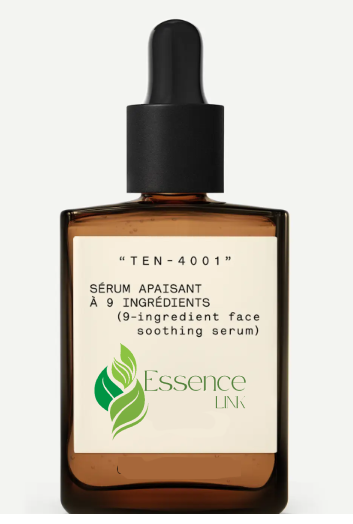 “TEN-4001”
SÉRUM APAISANT
À 9 INGRÉDIENTS
(9-ingredient face
soothing serum)
Essence
LINK